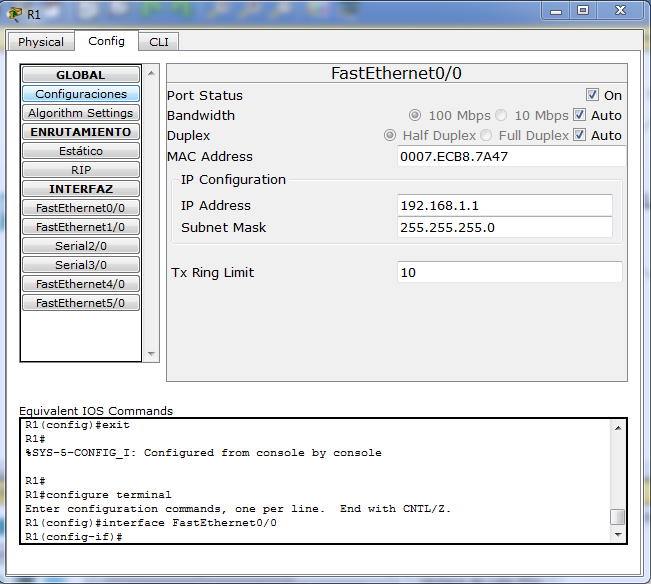 R1
Physical Config CLI
GLOBAL
Configuraciones
Algorithm Settings
ENRUTAMIENTO
Estático
RIP
INTERFAZ
FastEthernet0/0
FastEthernet1/0
Serial2/0
Serial3/0
FastEthernet4/0
FastEthernet5/0
FastEthernet0/0
Port Status On
Bandwidth 100 Mbps 10 Mbps Auto
Duplex Half Duplex Full Duplex Auto
MAC Address 0007.ECB8.7A47
IP Configuration
IP Address 192.168.1.1
Subnet Mask 255.255.255.0
Tx Ring Limit 10
Equivalent IOS Commands
R1(config)#exit
R1#
%SYS-5-CONFIG_I: Configured from console by console
R1#
R1#configure terminal
Enter configuration commands, one per line. End with CNTL/Z.
R1(config)#interface FastEthernet0/0
R1(config-if)#